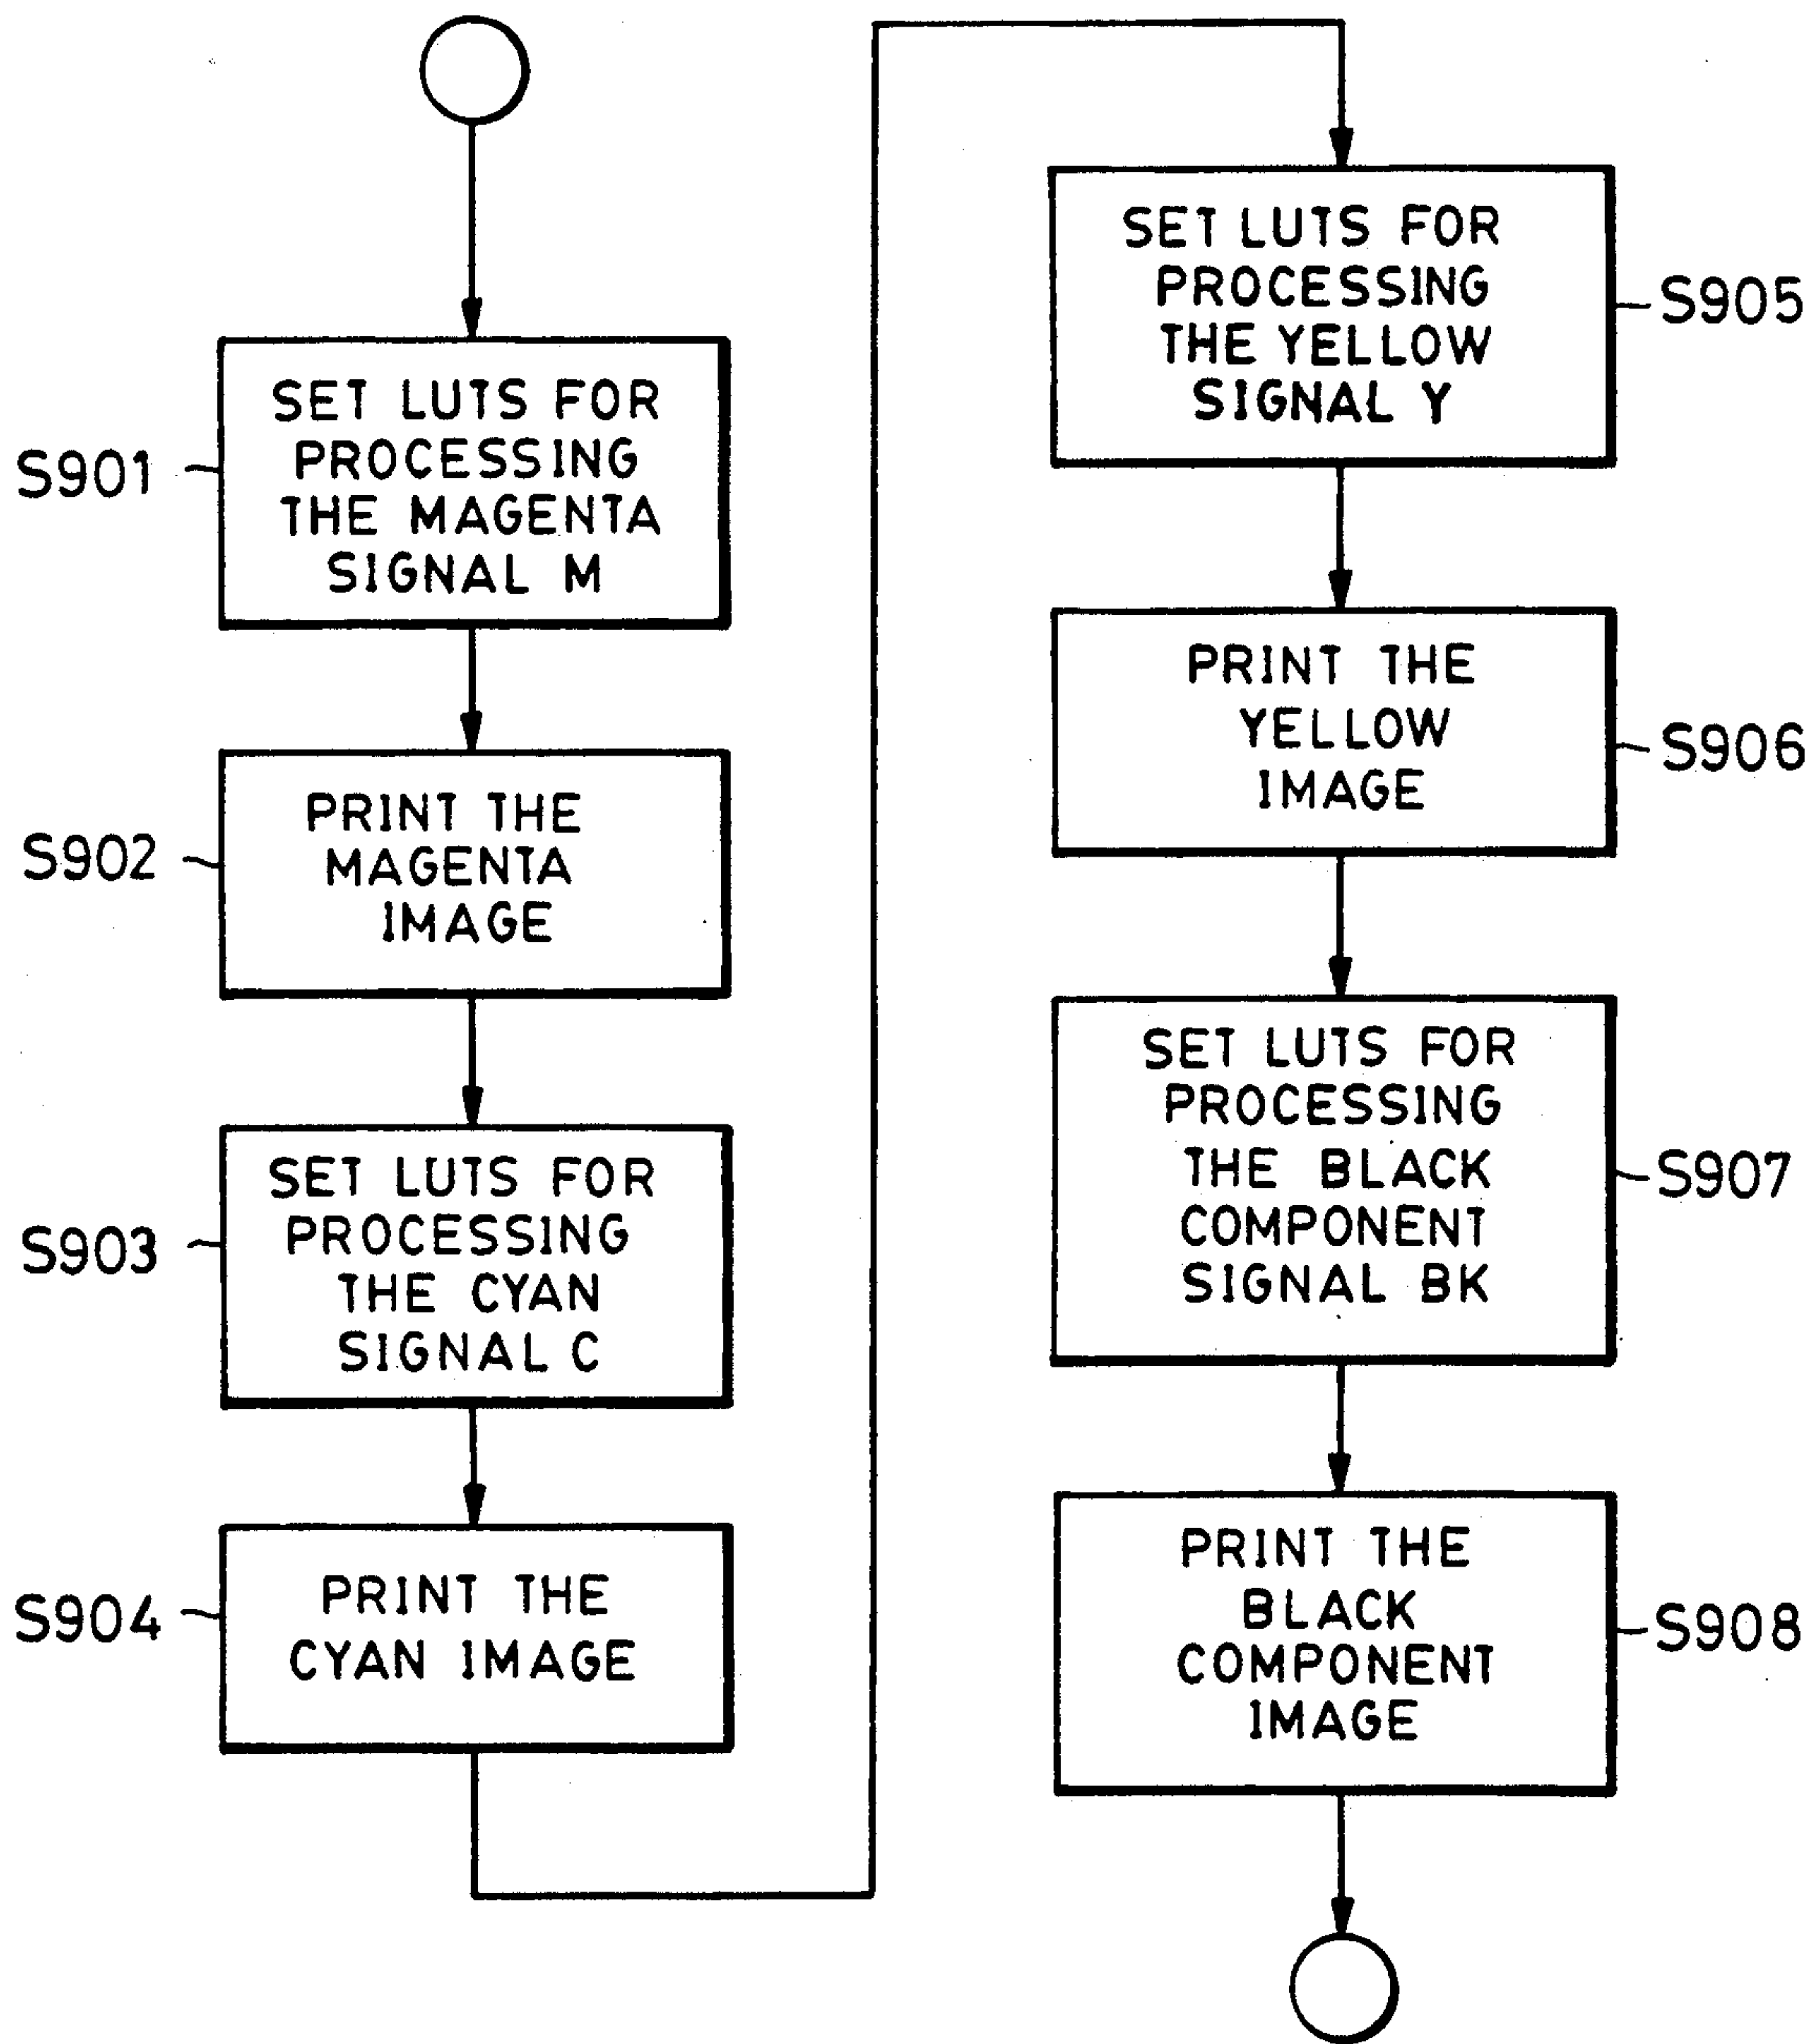 S901
SET LUTS FOR
PROCESSING
THE MAGENTA
SIGNAL M
S902
PRINT THE
MAGENTA
IMAGE
S903
SET LUTS FOR
PROCESSING
THE CYAN
SIGNAL C
S904
PRINT THE
CYAN IMAGE
SET LUTS FOR
PROCESSING
THE YELLOW
SIGNAL Y
S905
PRINT THE
YELLOW
IMAGE
S906
SET LUTS FOR
PROCESSING
THE BLACK
COMPONENT
SIGNAL BK
S907
PRINT THE
BLACK
COMPONENT
IMAGE
S908